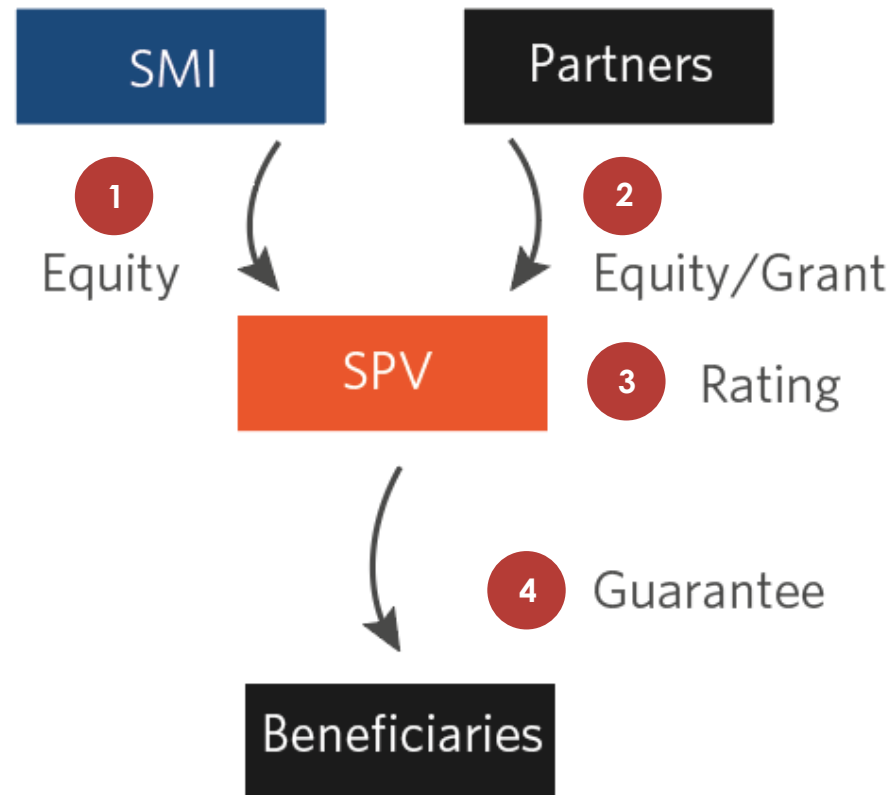 SMI
Partners
1
2
Equity
Equity/Grant
SPV
3
Rating
4
Guarantee
Beneficiaries